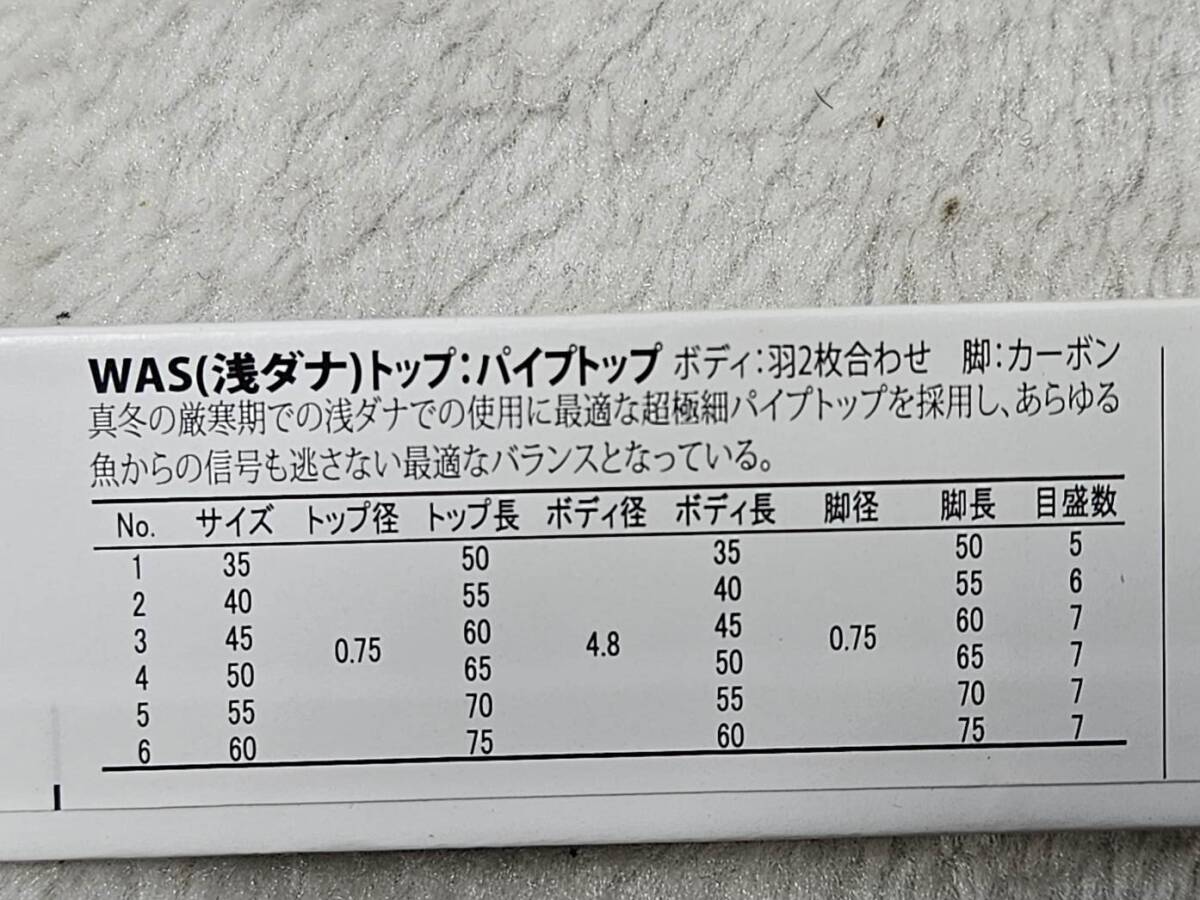 WAS(浅ダナ)トップ:パイプトップ ボディ:羽2枚合わせ 脚:カーボン
真冬の厳寒期での浅ダナでの使用に最適な超極細パイプトップを採用し、あらゆる
魚からの信号も逃さない最適なバランスとなっている。
No. サイズ トップ径 トップ長 ボディ径 ボディ長 脚径 脚長 目盛数
1 35 50 35 50 5
2 40 55 40 55 6
3 45 0.75 60 4.8 45 0.75 60 7
4 50 65 50 65 7
5 55 70 55 70 7
6 60 75 60 75 7